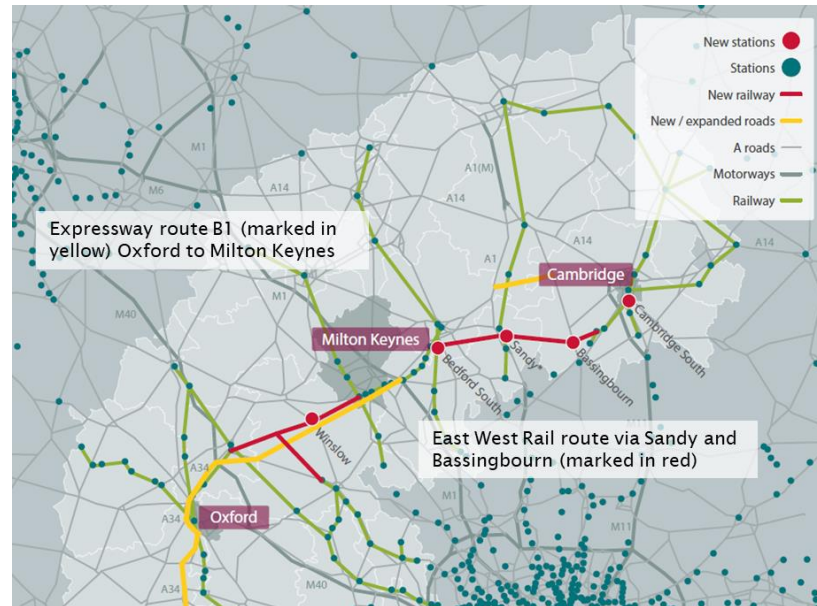 New stations
Stations
New railway
New / expanded roads
A roads
Motorways
Railway
M1
M6
A14
A1(M)
A14
A14
A14
Expressway route B1 (marked in
yellow) Oxford to Milton Keynes
A1
Cambridge
M1
M40
Milton Keynes
Cambridge South
Sandy*
Bassingbourn
Bedford South
Winslow
East West Rail route via Sandy and
Bassingbourn (marked in red)
A34
M1
M11
A34
Oxford
A34
M40